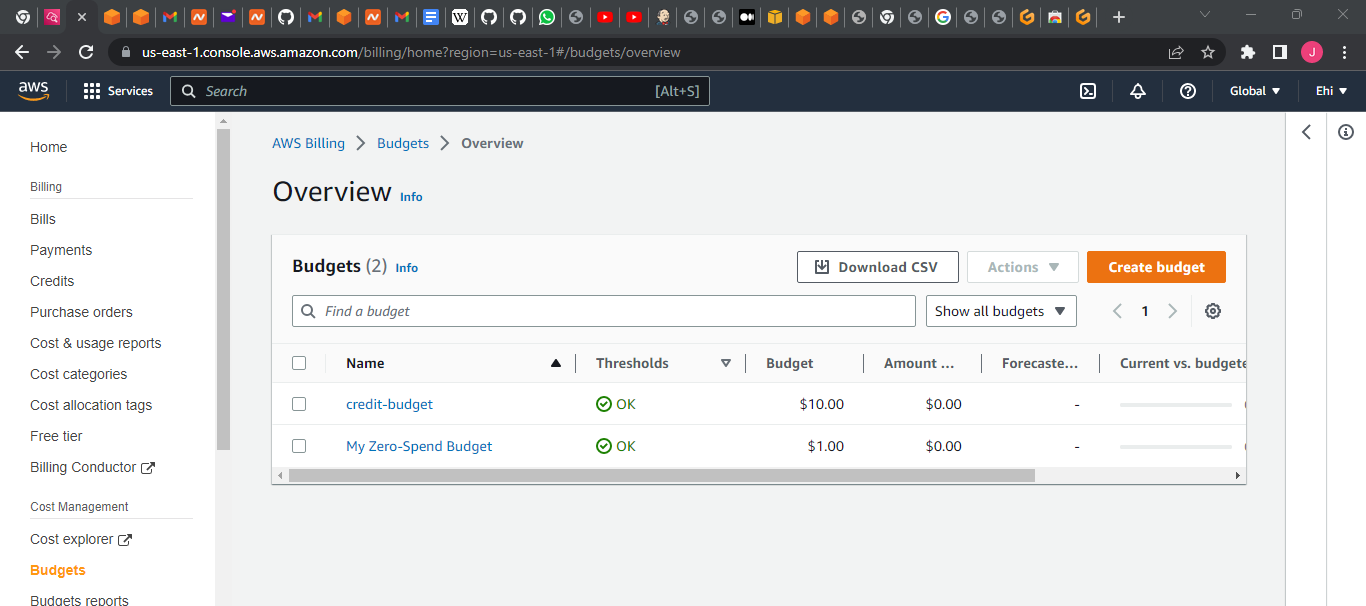 us-east-1.console.aws.amazon.com/billing/home?region=us-east-1#/budgets/overview
J
aws
Services
Search
[Alt+S]
Global
Ehi
Home
Billing
Bills
Payments
Credits
Purchase orders
Cost & usage reports
Cost categories
Cost allocation tags
Free tier
Billing Conductor
Cost Management
Cost explorer
Budgets
Budgets reports
AWS Billing > Budgets > Overview
Overview Info
Budgets (2) Info
Download CSV
Actions
Create budget
Find a budget
Show all budgets
1
Name Thresholds Budget Amount ... Forecaste... Current vs. budgete
credit-budget OK $10.00 $0.00 -
My Zero-Spend Budget OK $1.00 $0.00 -